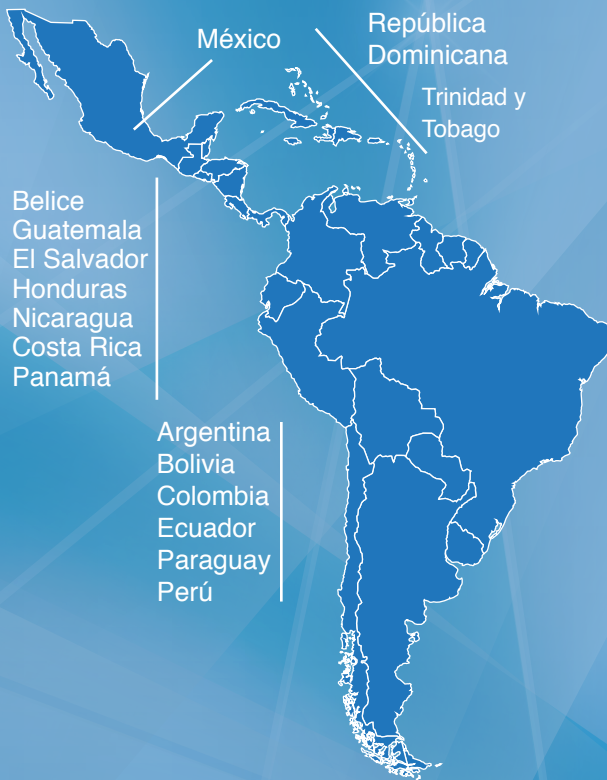 México
República
Dominicana
Trinidad y
Tobago
Belice
Guatemala
El Salvador
Honduras
Nicaragua
Costa Rica
Panamá
Argentina
Bolivia
Colombia
Ecuador
Paraguay
Perú